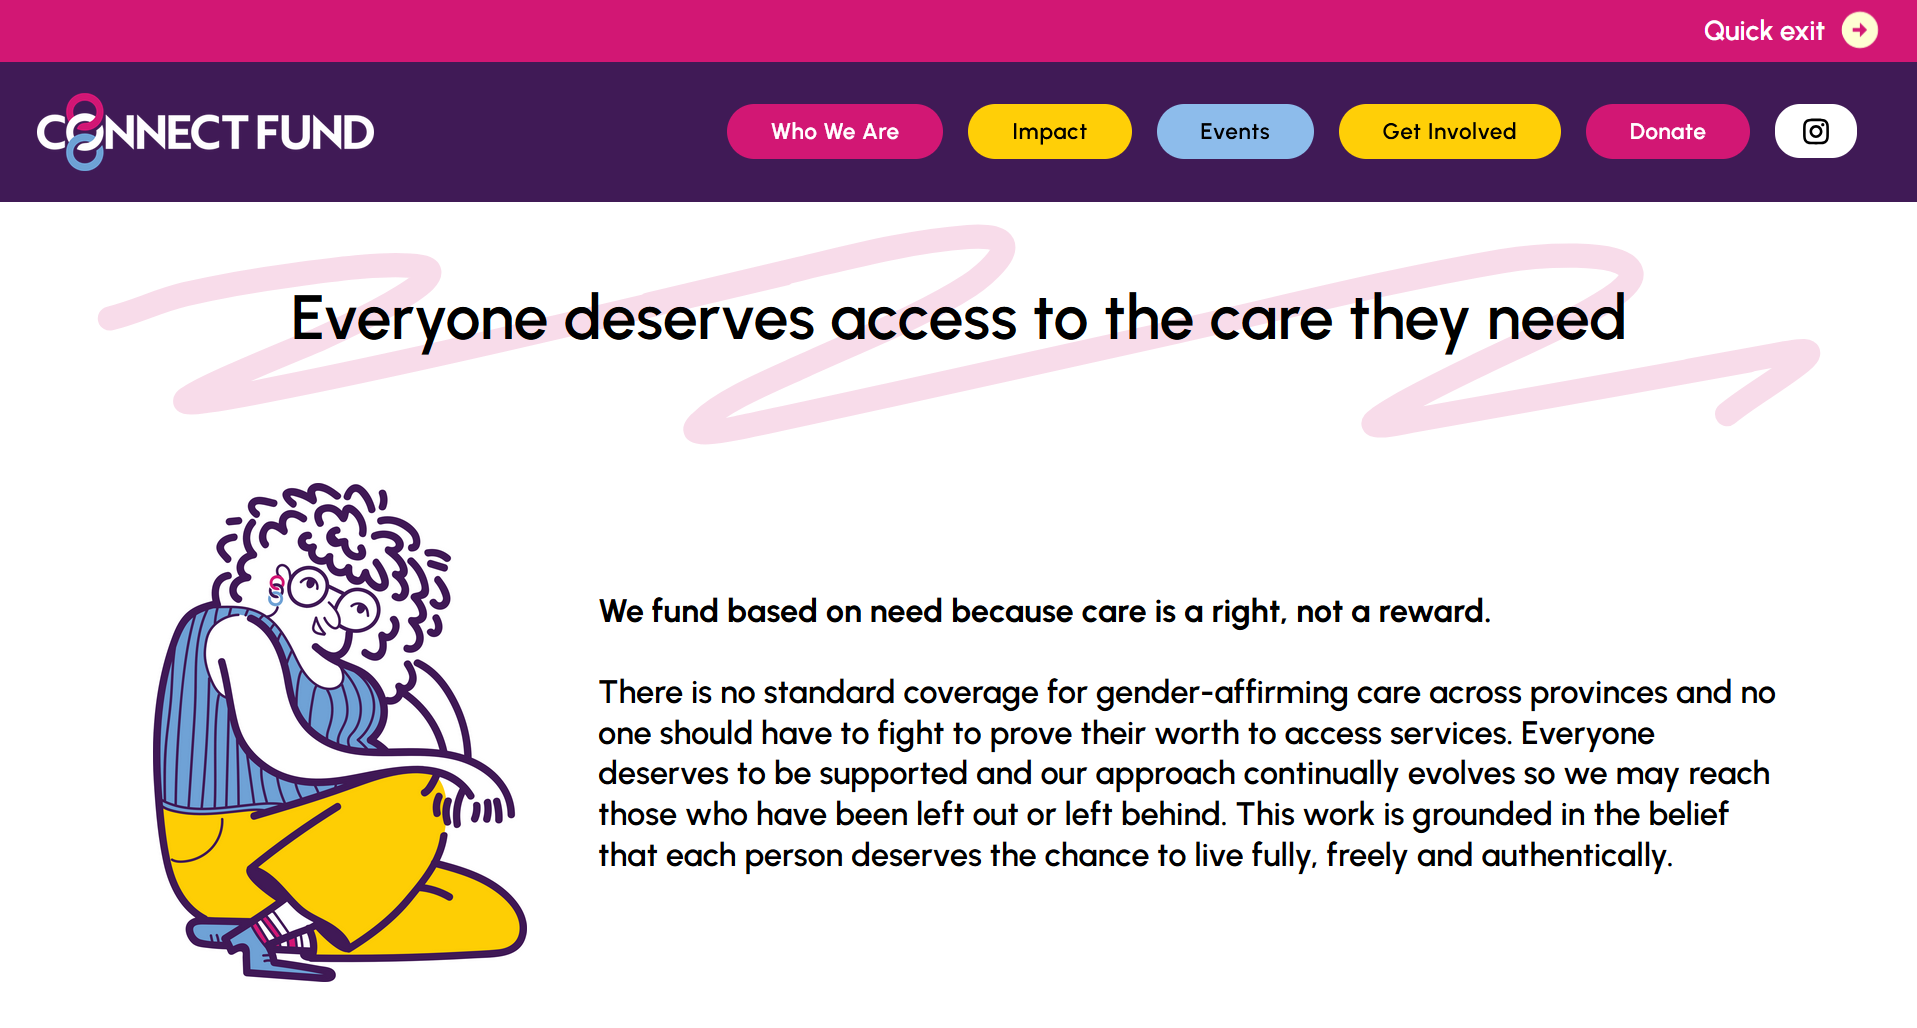 Quick exit
CONNECT FUND
Who We Are
Impact
Events
Get Involved
Donate
Everyone deserves access to the care they need
We fund based on need because care is a right, not a reward.
There is no standard coverage for gender-affirming care across provinces and no
one should have to fight to prove their worth to access services. Everyone
deserves to be supported and our approach continually evolves so we may reach
those who have been left out or left behind. This work is grounded in the belief
that each person deserves the chance to live fully, freely and authentically.